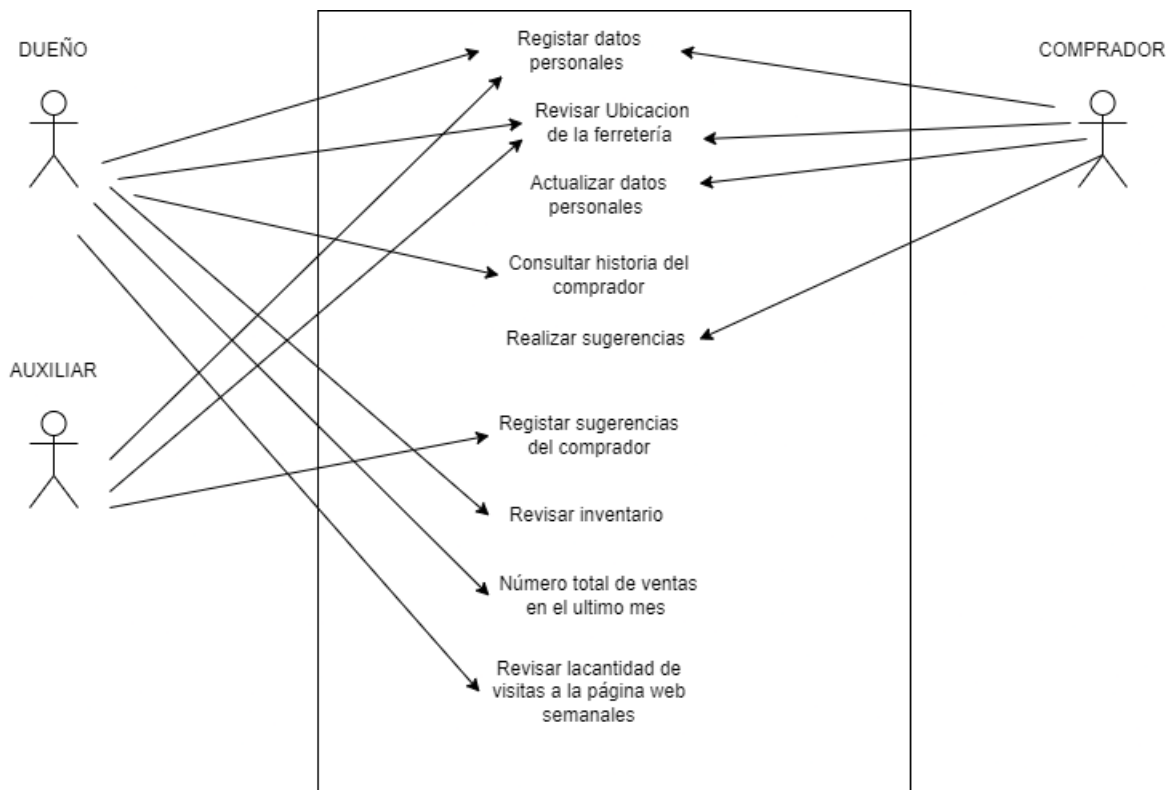 DUEÑO
Registar datos
personales
COMPRADOR
Revisar Ubicacion
de la ferretería
Actualizar datos
personales
Consultar historia del
comprador
Realizar sugerencias
AUXILIAR
Registar sugerencias
del comprador
Revisar inventario
Número total de ventas
en el ultimo mes
Revisar lacantidad de
visitas a la página web
semanales